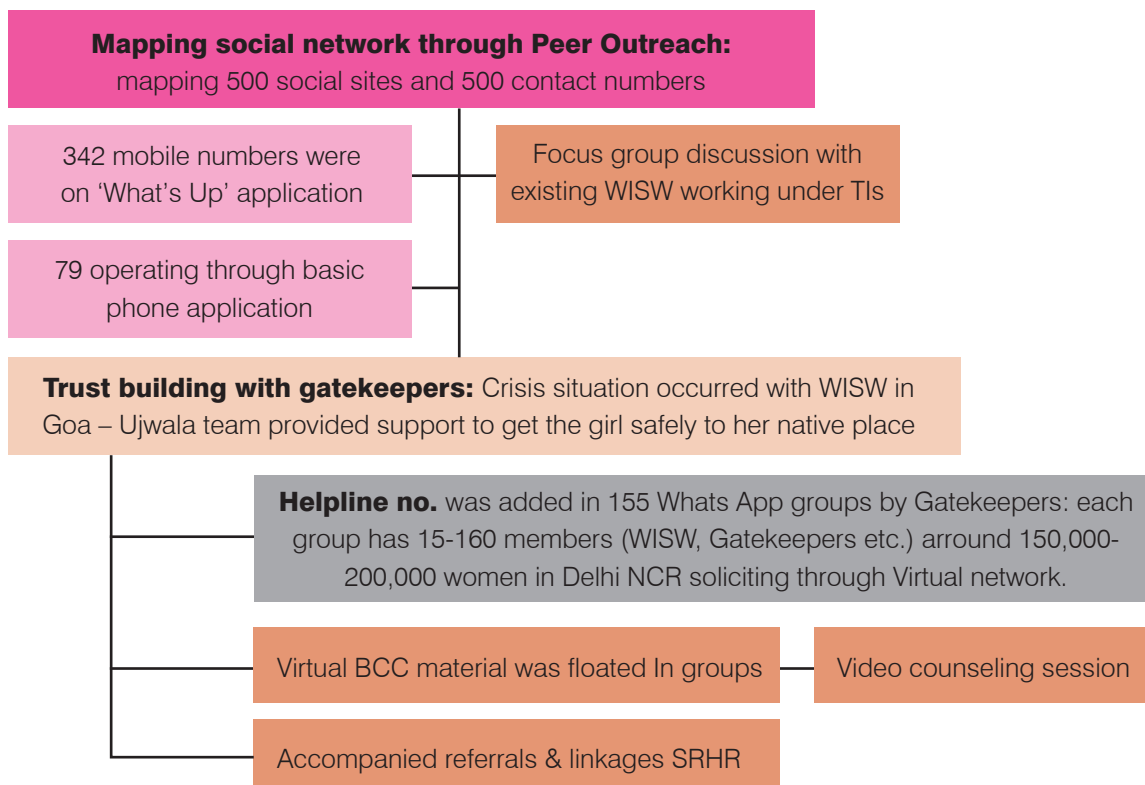 Mapping social network through Peer Outreach:
mapping 500 social sites and 500 contact numbers
342 mobile numbers were
on ‘What’s Up’ application
Focus group discussion with
existing WISW working under TIs
79 operating through basic
phone application
Trust building with gatekeepers: Crisis situation occurred with WISW in
Goa – Ujwala team provided support to get the girl safely to her native place
Helpline no. was added in 155 Whats App groups by Gatekeepers: each
group has 15-160 members (WISW, Gatekeepers etc.) arround 150,000-
200,000 women in Delhi NCR soliciting through Virtual network.
Virtual BCC material was floated In groups
Video counseling session
Accompanied referrals & linkages SRHR